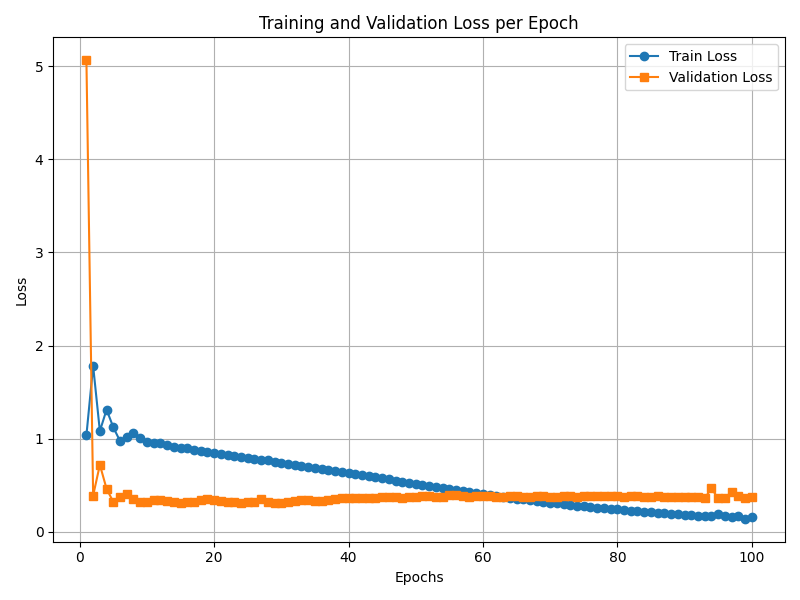 Training and Validation Loss per Epoch
Train Loss
Validation Loss
Loss
5
4
3
2
1
0
0 20 40 60 80 100
Epochs